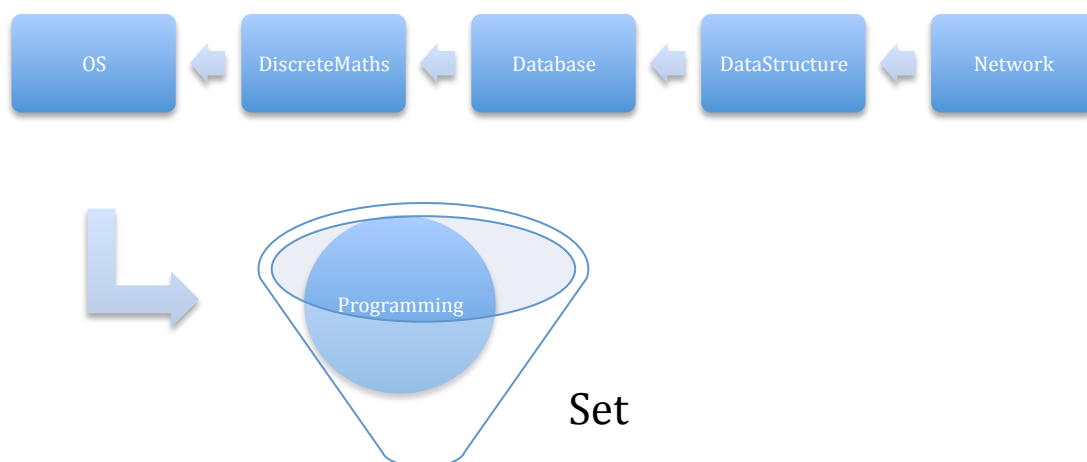 OS
DiscreteMaths
Database
DataStructure
Network
Programming
Set